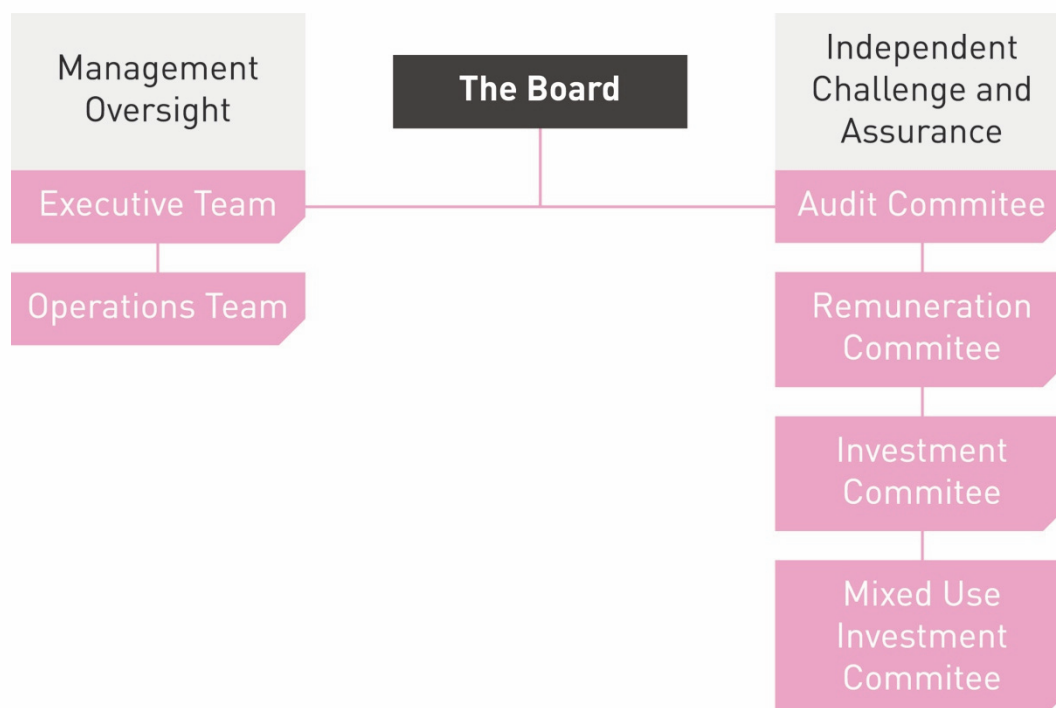 Management
Oversight
Executive Team
Operations Team
The Board
Independent
Challenge and
Assurance
Audit Commitee
Remuneration
Commitee
Investment
Commitee
Mixed Use
Investment
Commitee